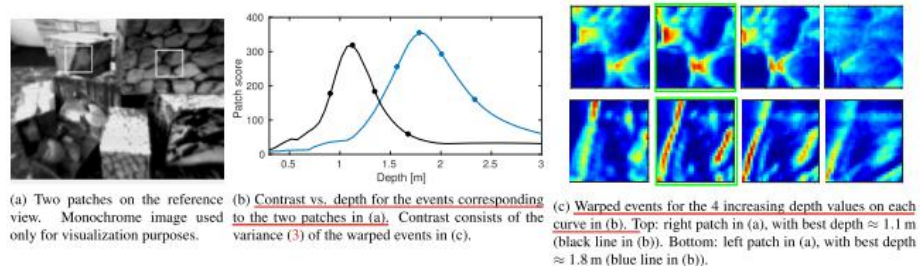 400
300
200
100
0
Patch score
0.5 1 1.5 2 2.5 3
Depth [m]
(a) Two patches on the reference
view. Monochrome image used
only for visualization purposes.
(b) Contrast vs. depth for the events corresponding
to the two patches in (a). Contrast consists of the
variance (3) of the warped events in (c).
(c) Warped events for the 4 increasing depth values on each
curve in (b). Top: right patch in (a), with best depth ≈ 1.1 m
(black line in (b)). Bottom: left patch in (a), with best depth
≈ 1.8 m (blue line in (b)).